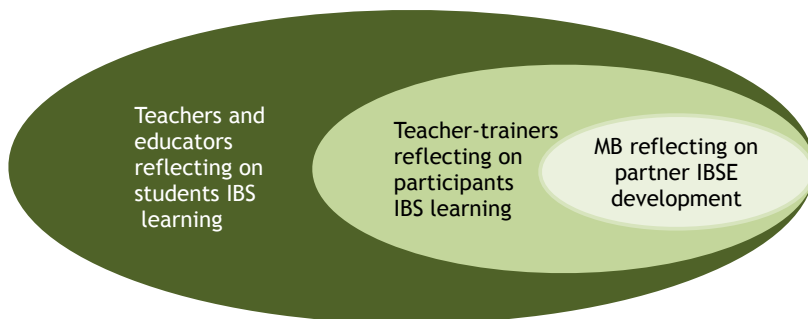 Teachers and
educators
reflecting on
students IBS
learning
Teacher-trainers
reflecting on
participants
IBS learning
MB reflecting on
partner IBSE
development